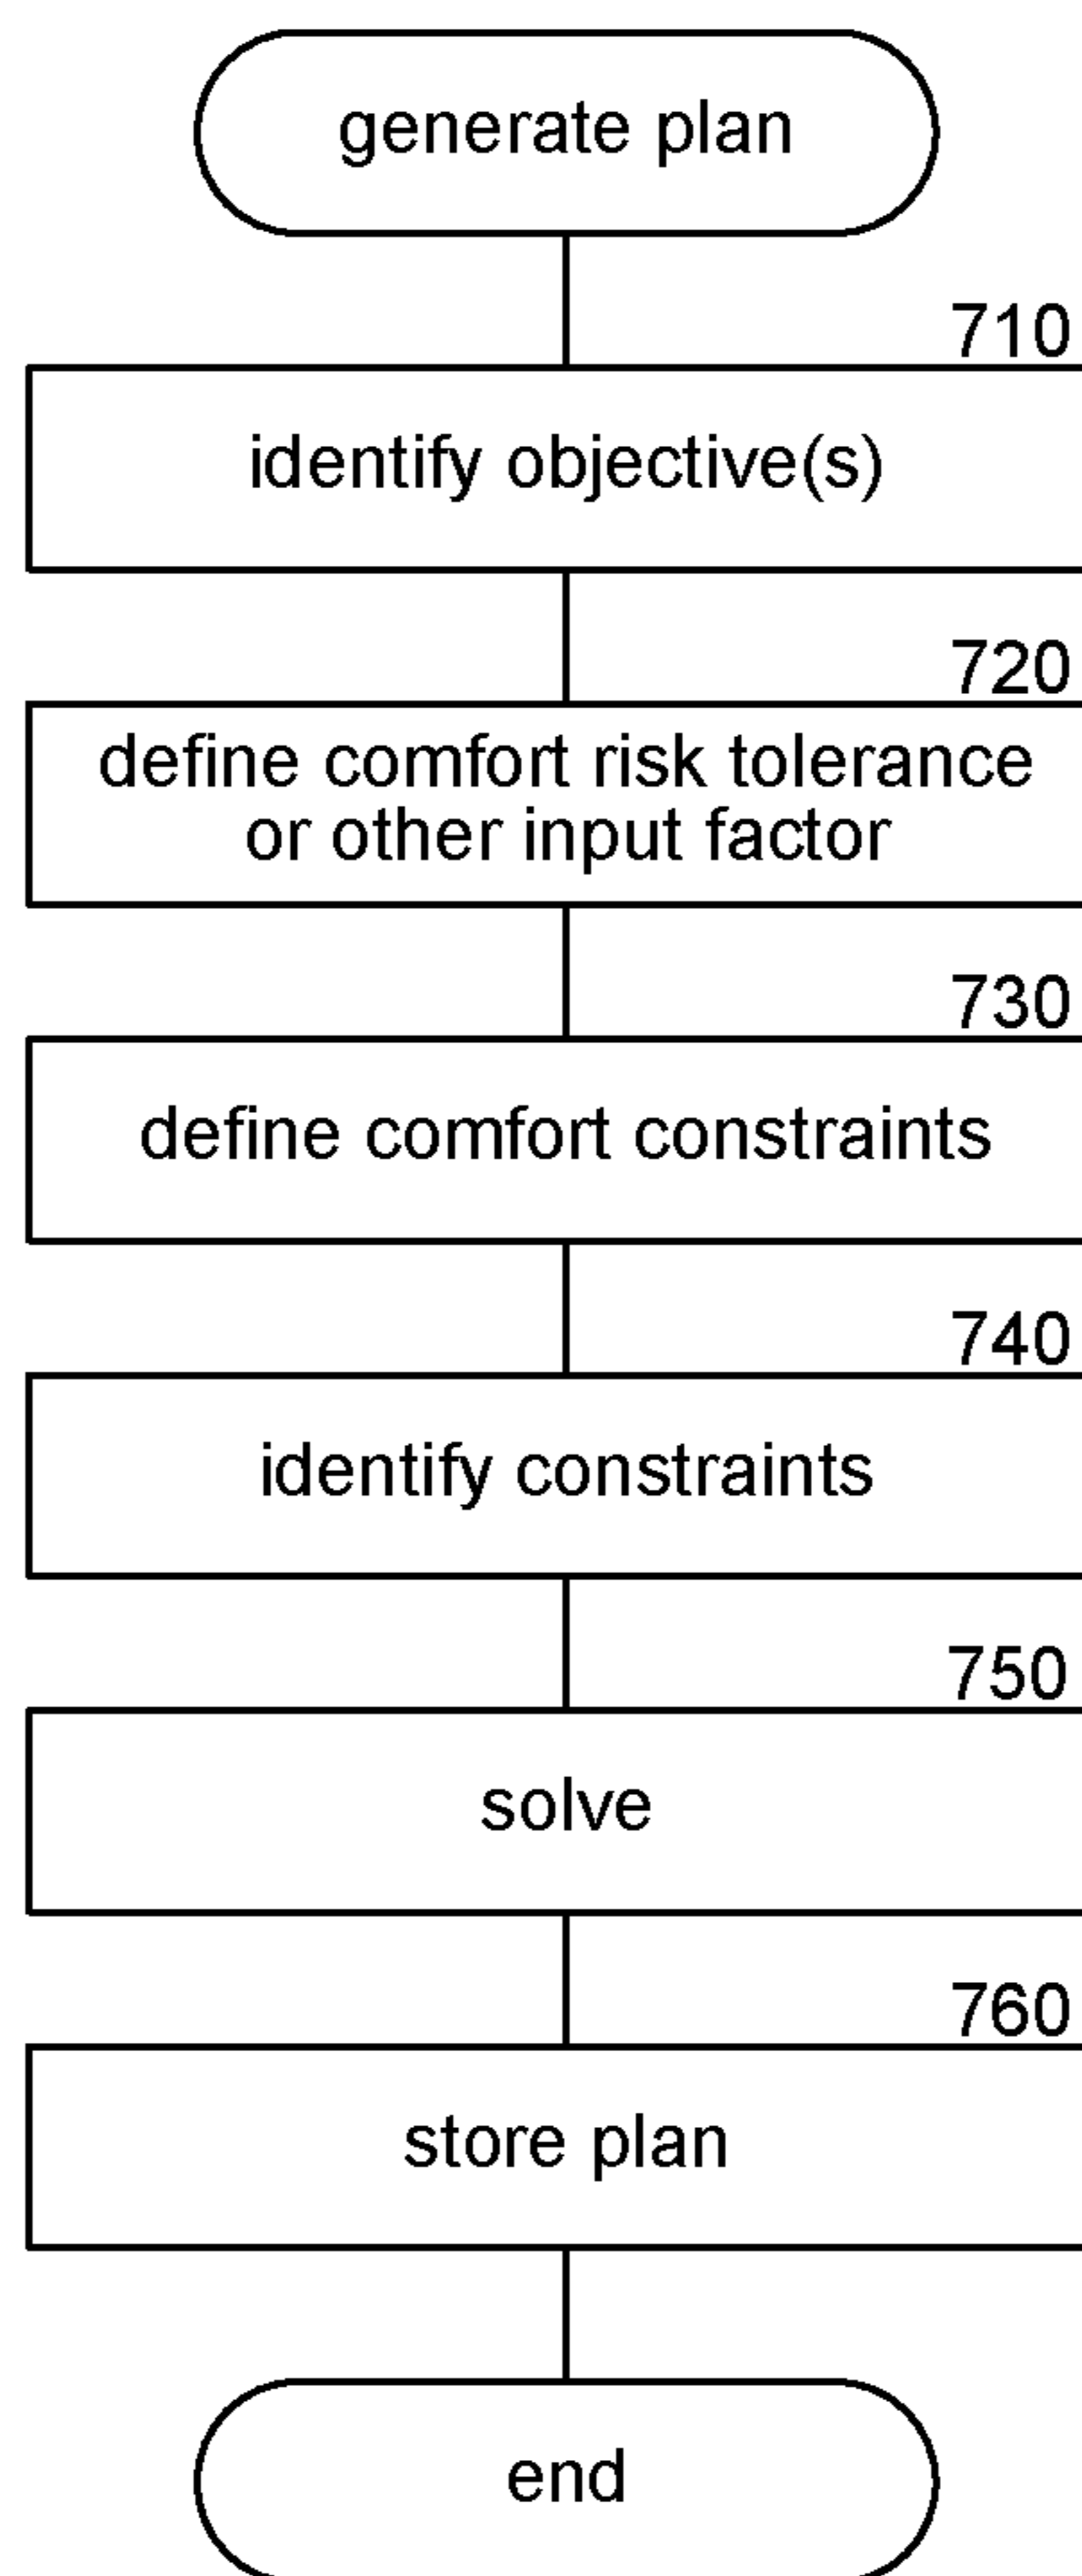 generate plan
710
identify objective(s)
720
define comfort risk tolerance
or other input factor
730
define comfort constraints
740
identify constraints
750
solve
760
store plan
end